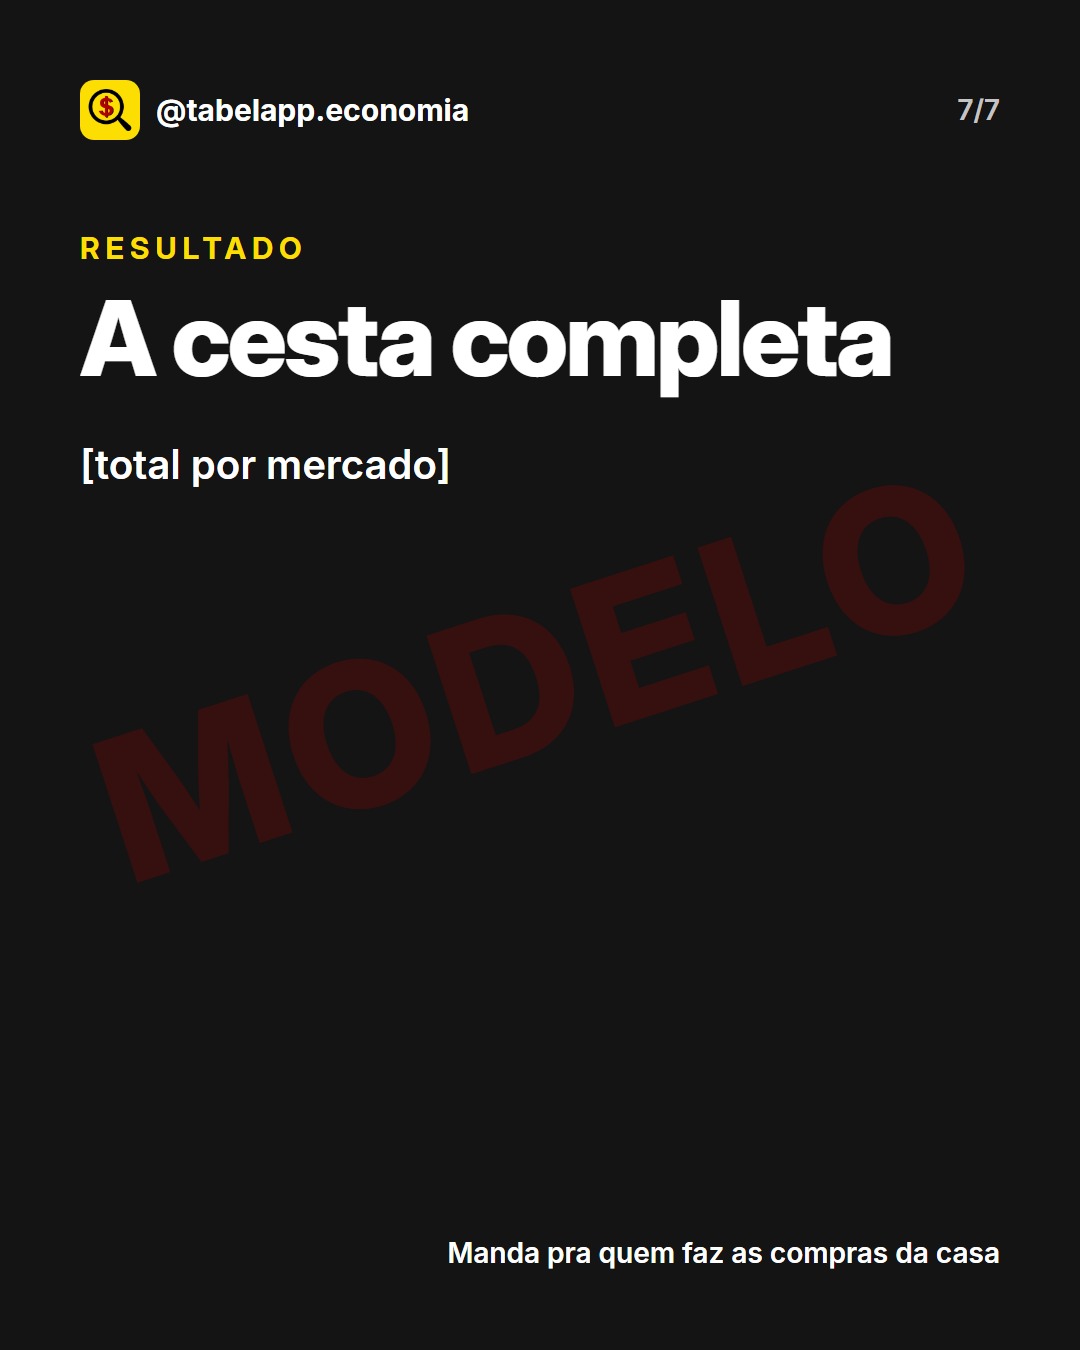 @tabelapp.economia
7/7
RESULTADO
A cesta completa
[total por mercado]
MODELO
Manda pra quem faz as compras da casa